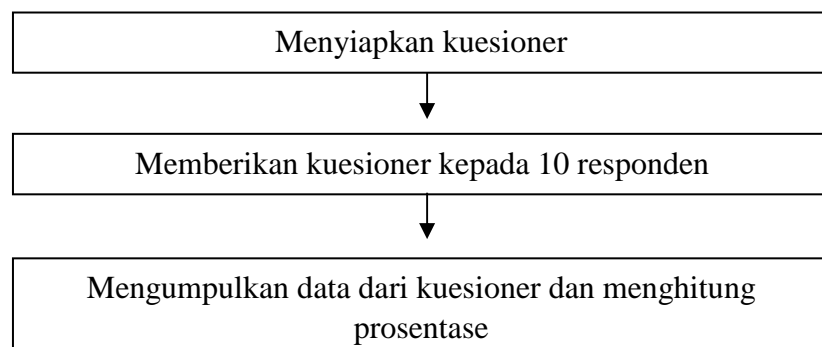 Menyiapkan kuesioner
Memberikan kuesioner kepada 10 responden
Mengumpulkan data dari kuesioner dan menghitung
prosentase